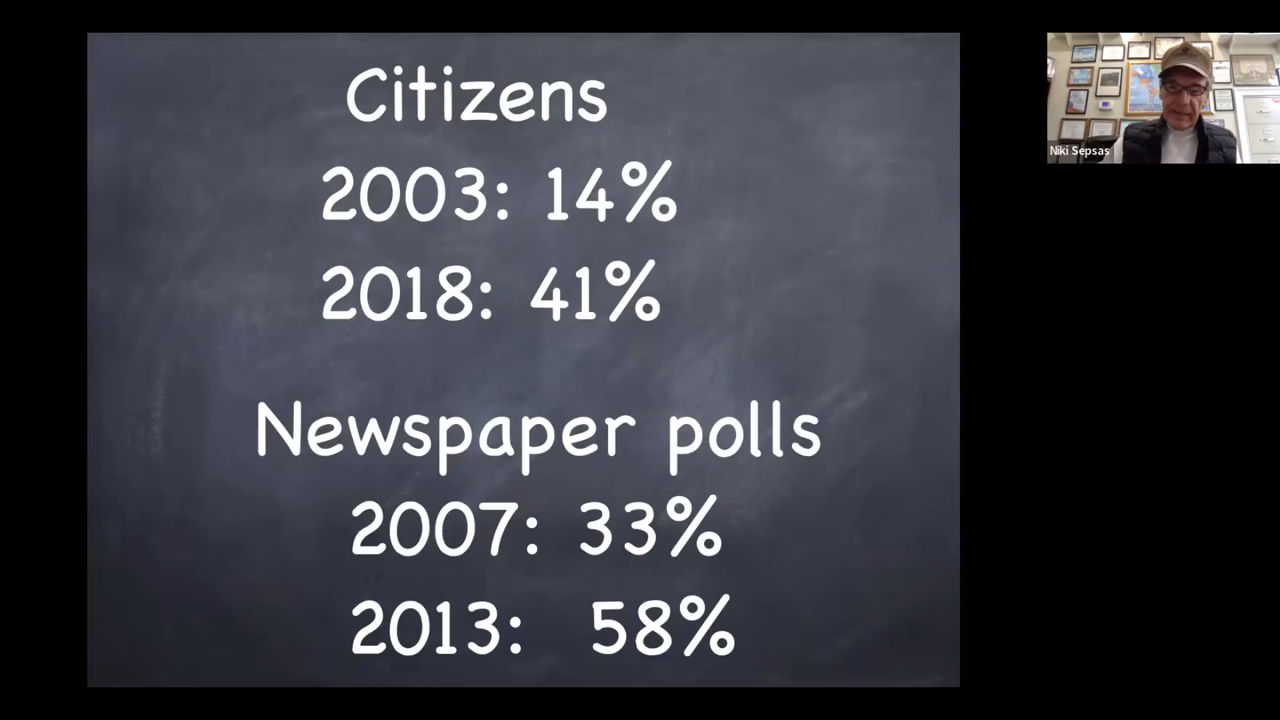 Citizens
2003: 14%
2018: 41%
Newspaper polls
2007: 33%
2013: 58%
Niki Sepsas